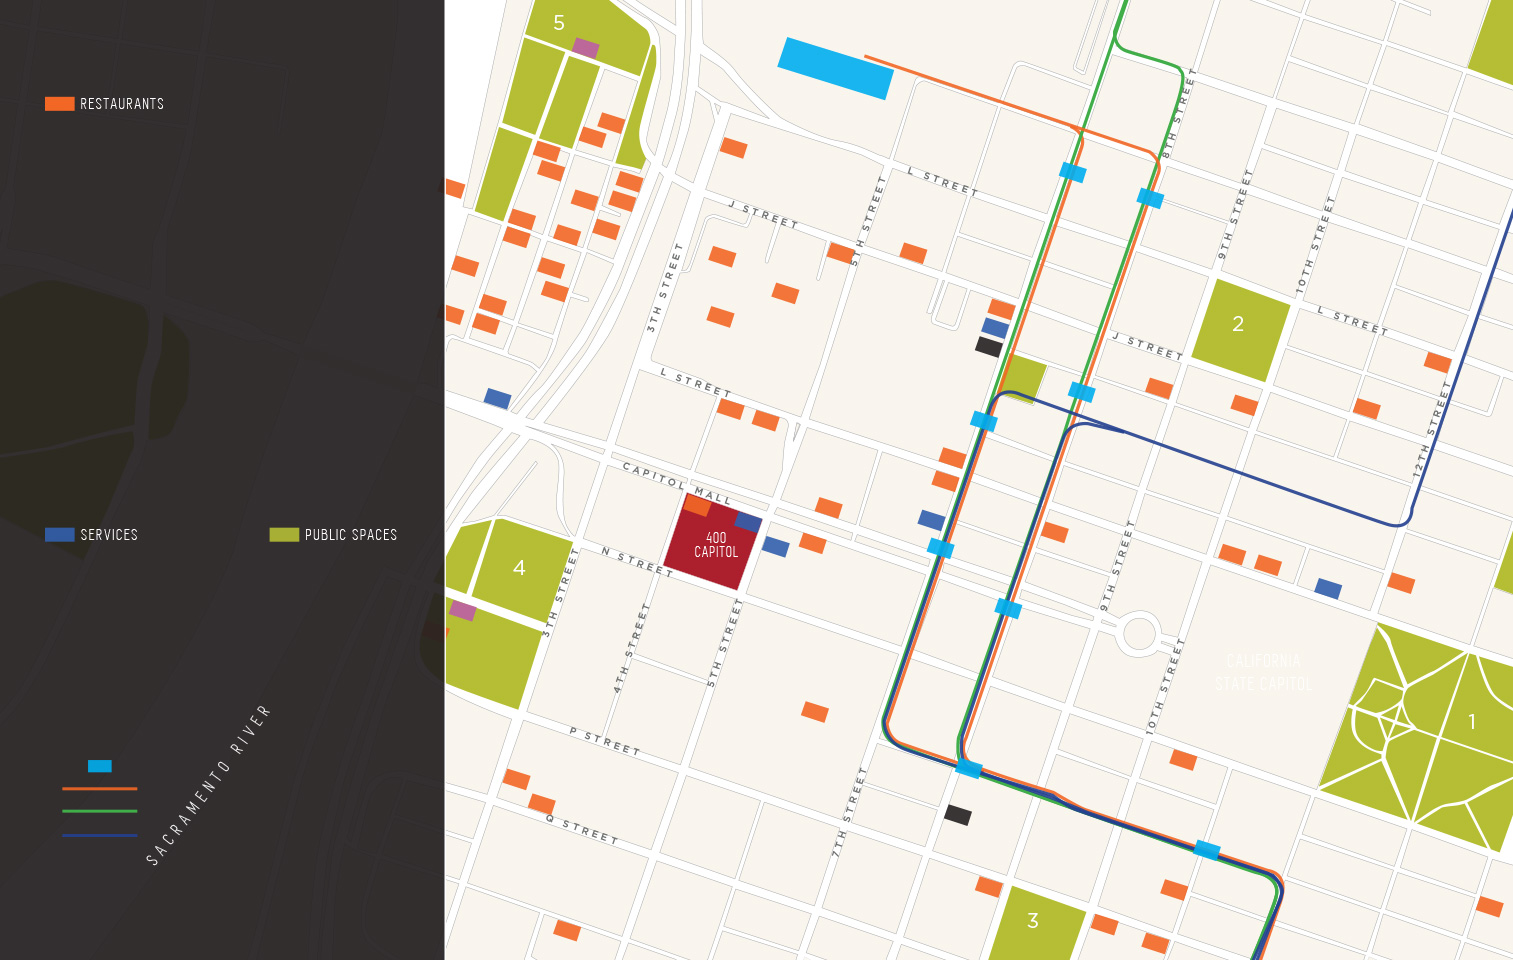 RESTAURANTS
SERVICES
PUBLIC SPACES
SACRAMENTO RIVER
5
8TH STREET
L STREET
J STREET
5TH STREET
9TH STREET
10TH STREET
3TH STREET
2
L STREET
J STREET
L STREET
12TH STREET
CAPITOL MALL
400
CAPITOL
N STREET
4
3TH STREET
9TH STREET
4TH STREET
5TH STREET
CALIFORNIA
STATE CAPITOL
10TH STREET
1
P STREET
7TH STREET
Q STREET
3